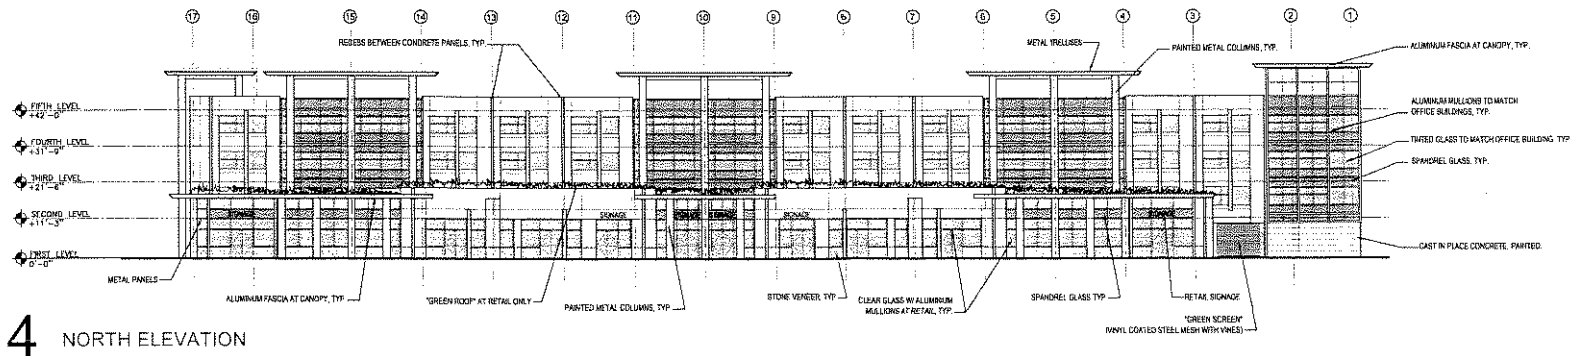 17 16 15 14 13 12 11 10 9 8 7 6 5 4 3 2 1
RECESS BETWEEN CONCRETE PANELS, TYP.
METAL TRELLISES
PAINTED METAL COLUMNS, TYP.
ALUMINUM FASCIA AT CANOPY, TYP.
FIFTH LEVEL
+42'-0"
ALUMINUM MULLIONS TO MATCH
OFFICE BUILDINGS, TYP.
FOURTH LEVEL
+31'-9"
TINTED GLASS TO MATCH OFFICE BUILDING, TYP
SPANDREL GLASS, TYP.
THIRD LEVEL
+21'-6"
SECOND LEVEL
+11'-3"
SIGNAGE SIGNAGE SIGNAGE SIGNAGE SIGNAGE SIGNAGE
FIRST LEVEL
0'-0"
CAST IN PLACE CONCRETE, PAINTED.
METAL PANELS
ALUMINUM FASCIA AT CANOPY, TYP
"GREEN ROOF" AT RETAIL ONLY
PAINTED METAL COLUMNS, TYP
STONE VENEER, TYP
CLEAR GLASS W/ ALUMINUM
MULLIONS AT RETAIL, TYP.
SPANDREL GLASS TYP
RETAIL SIGNAGE
"GREEN SCREEN"
(VINYL COATED STEEL MESH WITH VINES)
4 NORTH ELEVATION